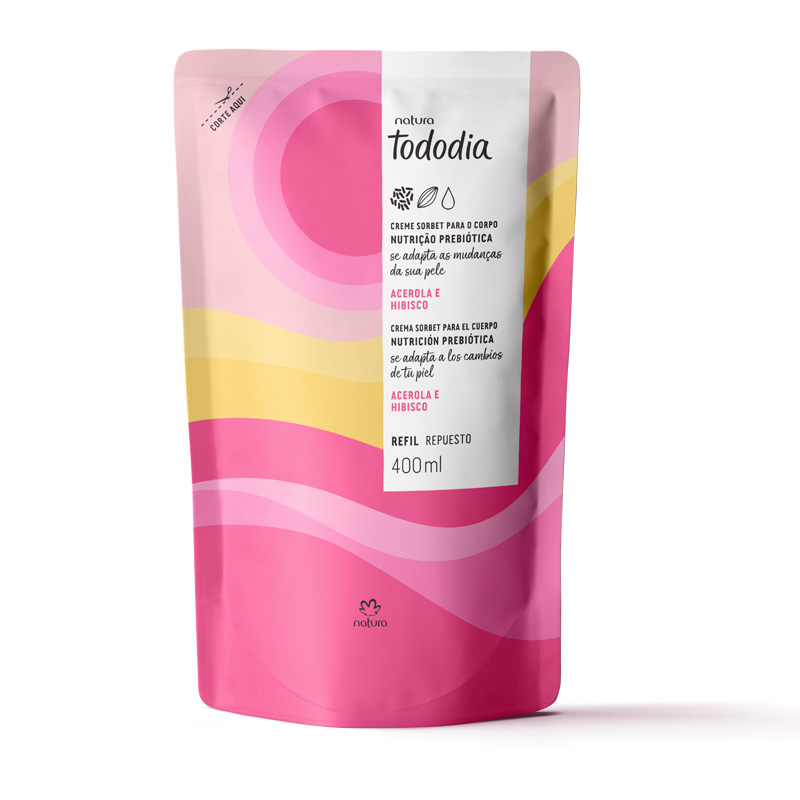 CORTE AQUI
natura
Tododia
CREME SORBET PARA O CORPO
NUTRIÇÃO PREBIÓTICA
se adapta as mudanças
da sua pele
ACEROLA E
HIBISCO
CREMA SORBET PARA EL CUERPO
NUTRICIÓN PREBIÓTICA
se adapta a los cambios
de tu piel
ACEROLA E
HIBISCO
REFIL REPUESTO
400ml
natura